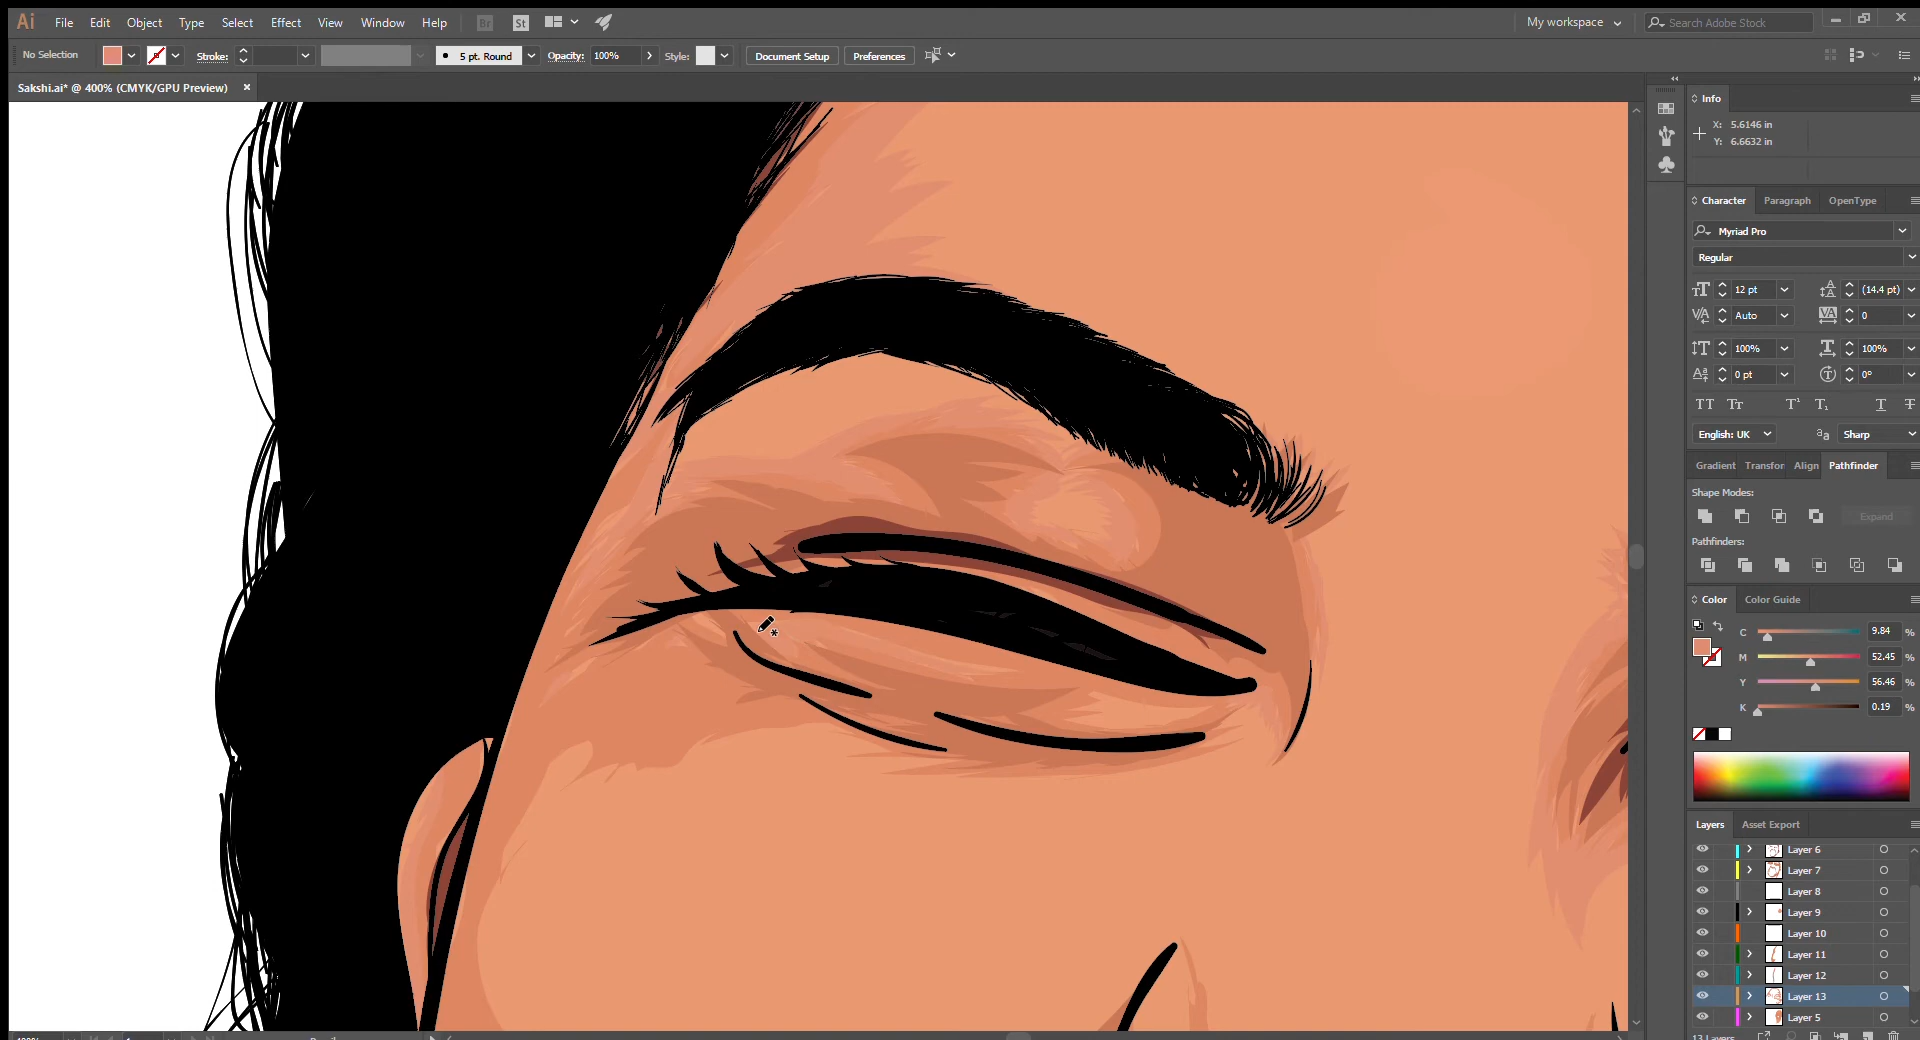 Ai File Edit Object Type Select Effect View Window Help Br St My workspace Search Adobe Stock
No Selection Stroke: 5 pt. Round Opacity: 100% Style: Document Setup Preferences
Sakshi.ai* @ 400% (CMYK/GPU Preview)
Info
X: 5.6146 in
Y: 6.6632 in
Character Paragraph OpenType
Myriad Pro
Regular
12 pt (14.4 pt)
Auto 0
100% 100%
0 pt 0°
English: UK Sharp
Gradient Transforn Align Pathfinder
Shape Modes:
Expand
Pathfinders:
Color Color Guide
C 9.84 %
M 52.45 %
Y 56.46 %
K 0.19 %
Layers Asset Export
Layer 6
Layer 7
Layer 8
Layer 9
Layer 10
Layer 11
Layer 12
Layer 13
Layer 5
13 Layers